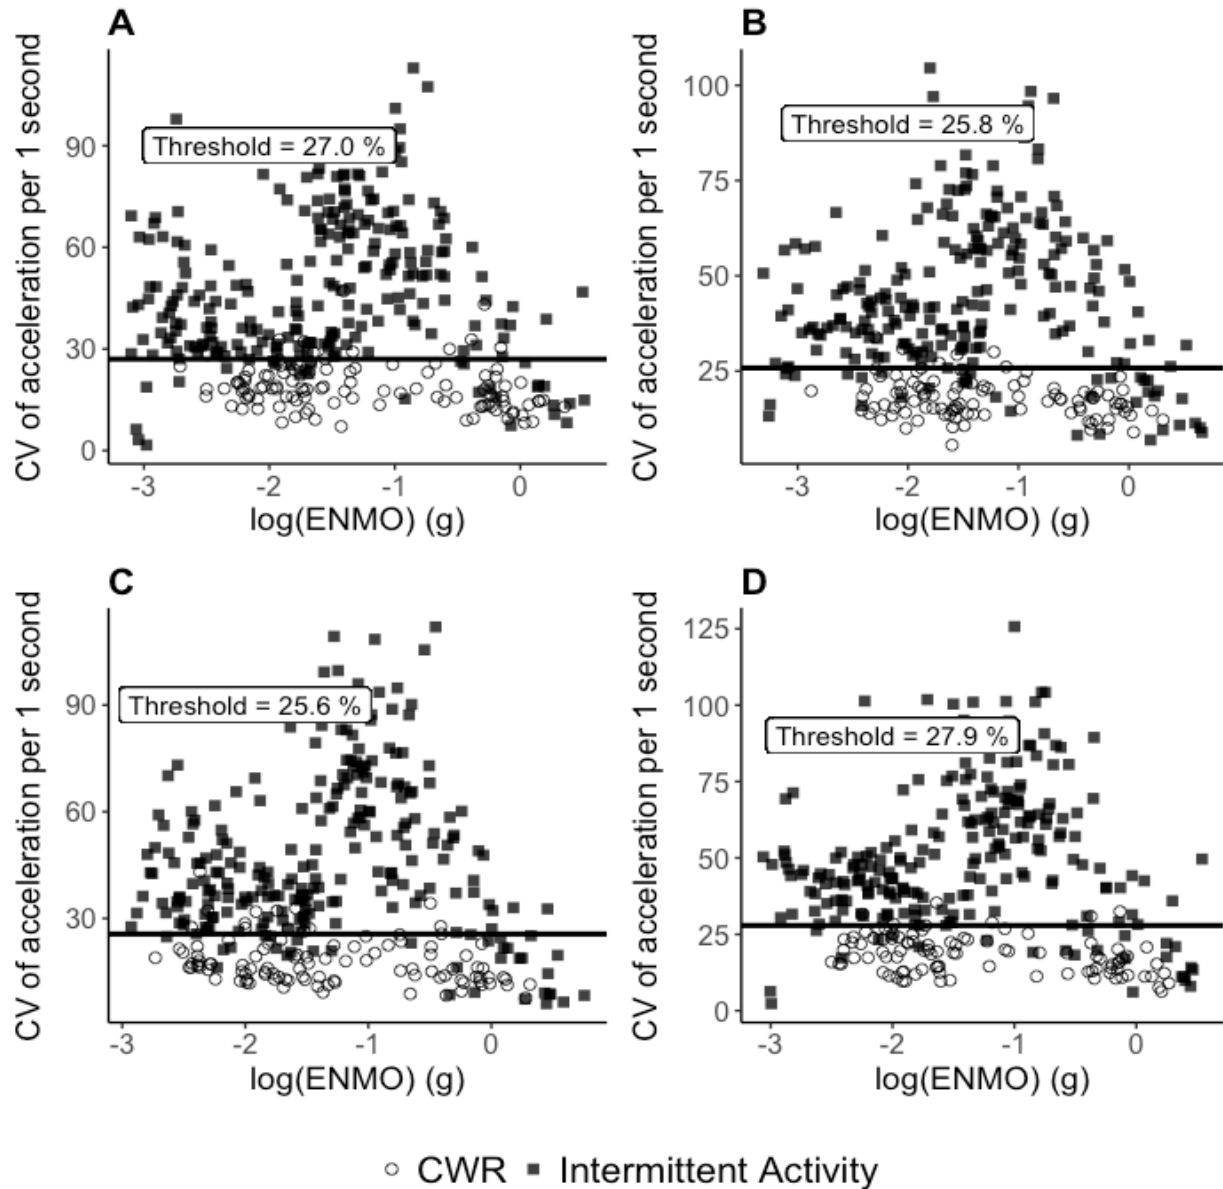 A
CV of acceleration per 1 second
90
60
30
0
Threshold = 27.0 %
-3 -2 -1 0
log(ENMO) (g)
B
CV of acceleration per 1 second
100
75
50
25
Threshold = 25.8 %
-3 -2 -1 0
log(ENMO) (g)
C
CV of acceleration per 1 second
90
60
30
Threshold = 25.6 %
-3 -2 -1 0
log(ENMO) (g)
D
CV of acceleration per 1 second
125
100
75
50
25
0
Threshold = 27.9 %
-3 -2 -1 0
log(ENMO) (g)
CWR Intermittent Activity